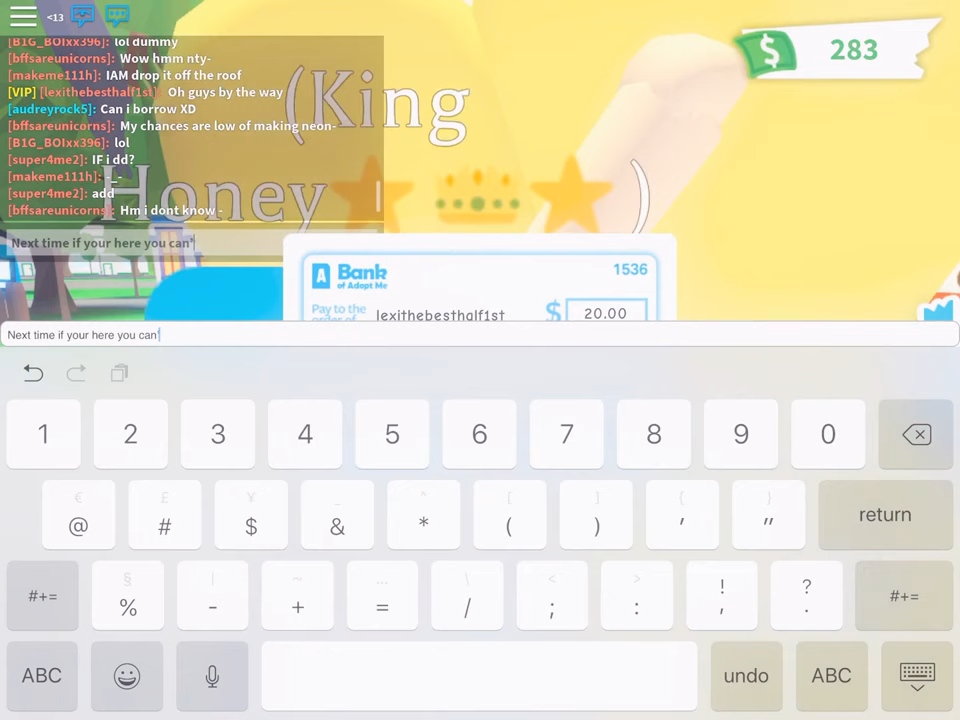 <13
283
[B1G_BOIxx396]: lol dummy
[bffsareunicorns]: Wow hmm nty-
[makeme111h]: IAM drop it off the roof
[VIP] [lexithebesthalf1st]: Oh guys by the way
[audreyrock5]: Can i borrow XD
[bffsareunicorns]: My chances are low of making neon-
[B1G_BOIxx396]: lol
[super4me2]: IF i dd?
[makeme111h]: -_-
[super4me2]: add
[bffsareunicorns]: Hm i dont know -
(King
Honey
)
Next time if your here you can'
Bank
of Adopt Me
1536
Pay to the
order of
lexithebesthalf1st
$ 20.00
Next time if your here you can'
1 2 3 4 5 6 7 8 9 0
€ £ ¥ _ ^ [ ] { }
@ # $ & * ( ) ' "
return
§ | ~ … \ < > ! ?
#+= % - + = / ; : , . #+=
ABC undo ABC